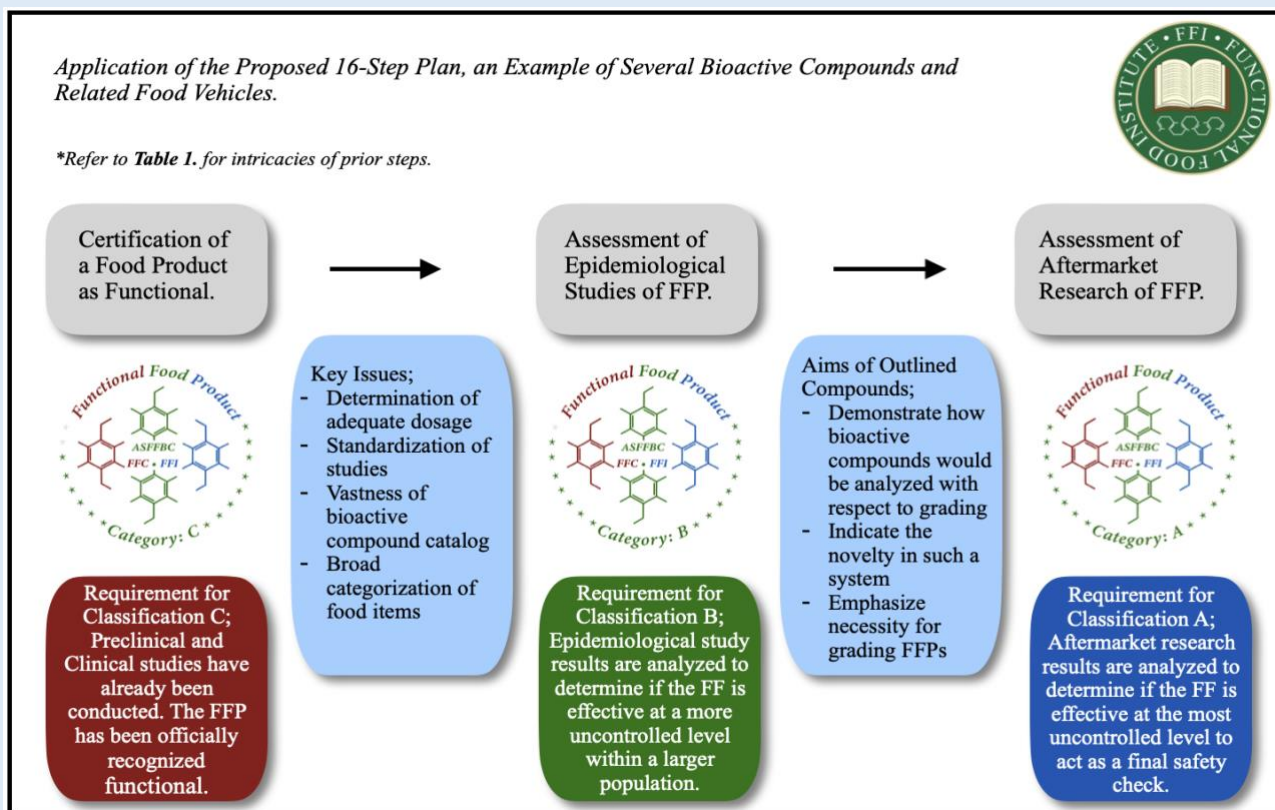 Application of the Proposed 16-Step Plan, an Example of Several Bioactive Compounds and
Related Food Vehicles.
*Refer to Table 1. for intricacies of prior steps.
FUNCTIONAL FOOD INSTITUTE • FFI •
Certification of
a Food Product
as Functional.
Assessment of
Epidemiological
Studies of FFP.
Assessment of
Aftermarket
Research of FFP.
Functional Food Product
ASFFBC
FFC • FFI
Category: C
Key Issues;
- Determination of
adequate dosage
- Standardization of
studies
- Vastness of
bioactive
compound catalog
- Broad
categorization of
food items
Functional Food Product
ASFFBC
FFC • FFI
Category: B
Aims of Outlined
Compounds;
- Demonstrate how
bioactive
compounds would
be analyzed with
respect to grading
- Indicate the
novelty in such a
system
- Emphasize
necessity for
grading FFPs
Functional Food Product
ASFFBC
FFC • FFI
Category: A
Requirement for
Classification C;
Preclinical and
Clinical studies have
already been
conducted. The FFP
has been officially
recognized
functional.
Requirement for
Classification B;
Epidemiological study
results are analyzed to
determine if the FF is
effective at a more
uncontrolled level
within a larger
population.
Requirement for
Classification A;
Aftermarket research
results are analyzed to
determine if the FF is
effective at the most
uncontrolled level to
act as a final safety
check.